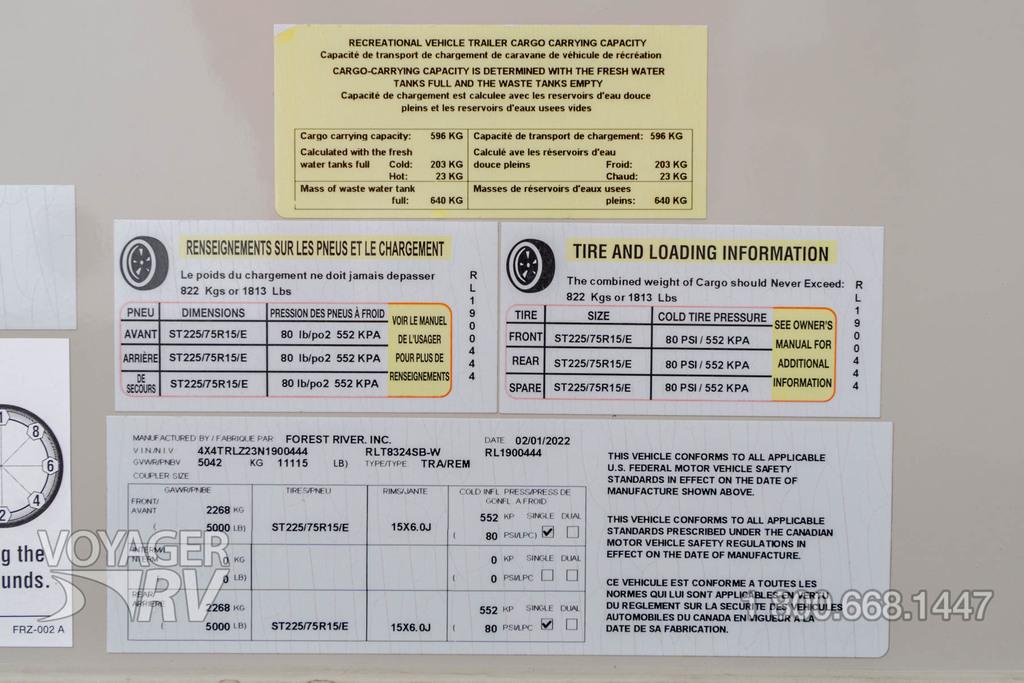 RECREATIONAL VEHICLE TRAILER CARGO CARRYING CAPACITY
Capacité de transport de chargement de caravane de véhicule de récréation
CARGO-CARRYING CAPACITY IS DETERMINED WITH THE FRESH WATER
TANKS FULL AND THE WASTE TANKS EMPTY
Capacité de chargement est calculee avec les reservoirs d'eau douce
pleins et les reservoirs d'eaux usees vides
Cargo carrying capacity: 596 KG Capacité de transport de chargement: 596 KG
Calculated with the fresh Calculé ave les réservoirs d'eau
water tanks full Cold: 203 KG douce pleins Froid: 203 KG
Hot: 23 KG Chaud: 23 KG
Mass of waste water tank Masses de réservoirs d'eaux usees
full: 640 KG pleins: 640 KG
RENSEIGNEMENTS SUR LES PNEUS ET LE CHARGEMENT
Le poids du chargement ne doit jamais depasser
822 Kgs or 1813 Lbs
PNEU DIMENSIONS PRESSION DES PNEUS À FROID
AVANT ST225/75R15/E 80 lb/po2 552 KPA
ARRIÈRE ST225/75R15/E 80 lb/po2 552 KPA
DE
SECOURS ST225/75R15/E 80 lb/po2 552 KPA
VOIR LE MANUEL
DE L'USAGER
POUR PLUS DE
RENSEIGNEMENTS
RL1900444
TIRE AND LOADING INFORMATION
The combined weight of Cargo should Never Exceed:
822 Kgs or 1813 Lbs
TIRE SIZE COLD TIRE PRESSURE
FRONT ST225/75R15/E 80 PSI / 552 KPA
REAR ST225/75R15/E 80 PSI / 552 KPA
SPARE ST225/75R15/E 80 PSI / 552 KPA
SEE OWNER'S
MANUAL FOR
ADDITIONAL
INFORMATION
RL1900444
MANUFACTURED BY / FABRIQUE PAR FOREST RIVER, INC. DATE 02/01/2022
V I N / N I V 4X4TRLZ23N1900444 RLT8324SB-W RL1900444
GVWR/PNBV 5042 KG 11115 LB) TYPE/TYPE TRA/REM
COUPLER SIZE
GAWR/PNBE TIRES/PNEU RIMS/JANTE COLD INFL PRESS/PRESS DE
GONFL A FROID
FRONT/
AVANT 2268 KG 552 KP SINGLE DUAL
( 5000 LB) ST225/75R15/E 15X6.0J ( 80 PSI/LPC)
INTERM/
INTERM 0 KG 0 KP SINGLE DUAL
( 0 LB) ( 0 PSI/LPC
REAR/
ARRIERE 2268 KG 552 KP SINGLE DUAL
( 5000 LB) ST225/75R15/E 15X6.0J ( 80 PSI/LPC
THIS VEHICLE CONFORMS TO ALL APPLICABLE
U.S. FEDERAL MOTOR VEHICLE SAFETY
STANDARDS IN EFFECT ON THE DATE OF
MANUFACTURE SHOWN ABOVE.
THIS VEHICLE CONFORMS TO ALL APPLICABLE
STANDARDS PRESCRIBED UNDER THE CANADIAN
MOTOR VEHICLE SAFETY REGULATIONS IN
EFFECT ON THE DATE OF MANUFACTURE.
CE VEHICULE EST CONFORME A TOUTES LES
NORMES QUI LUI SONT APPLICABLES EN VERTU
DU REGLEMENT SUR LA SECURITE DES VEHICULES
AUTOMOBILES DU CANADA EN VIGUEUR A LA
DATE DE SA FABRICATION.
1
8
6
4
2
g the
unds.
FRZ-002 A
VOYAGER
RV
1.800.668.1447